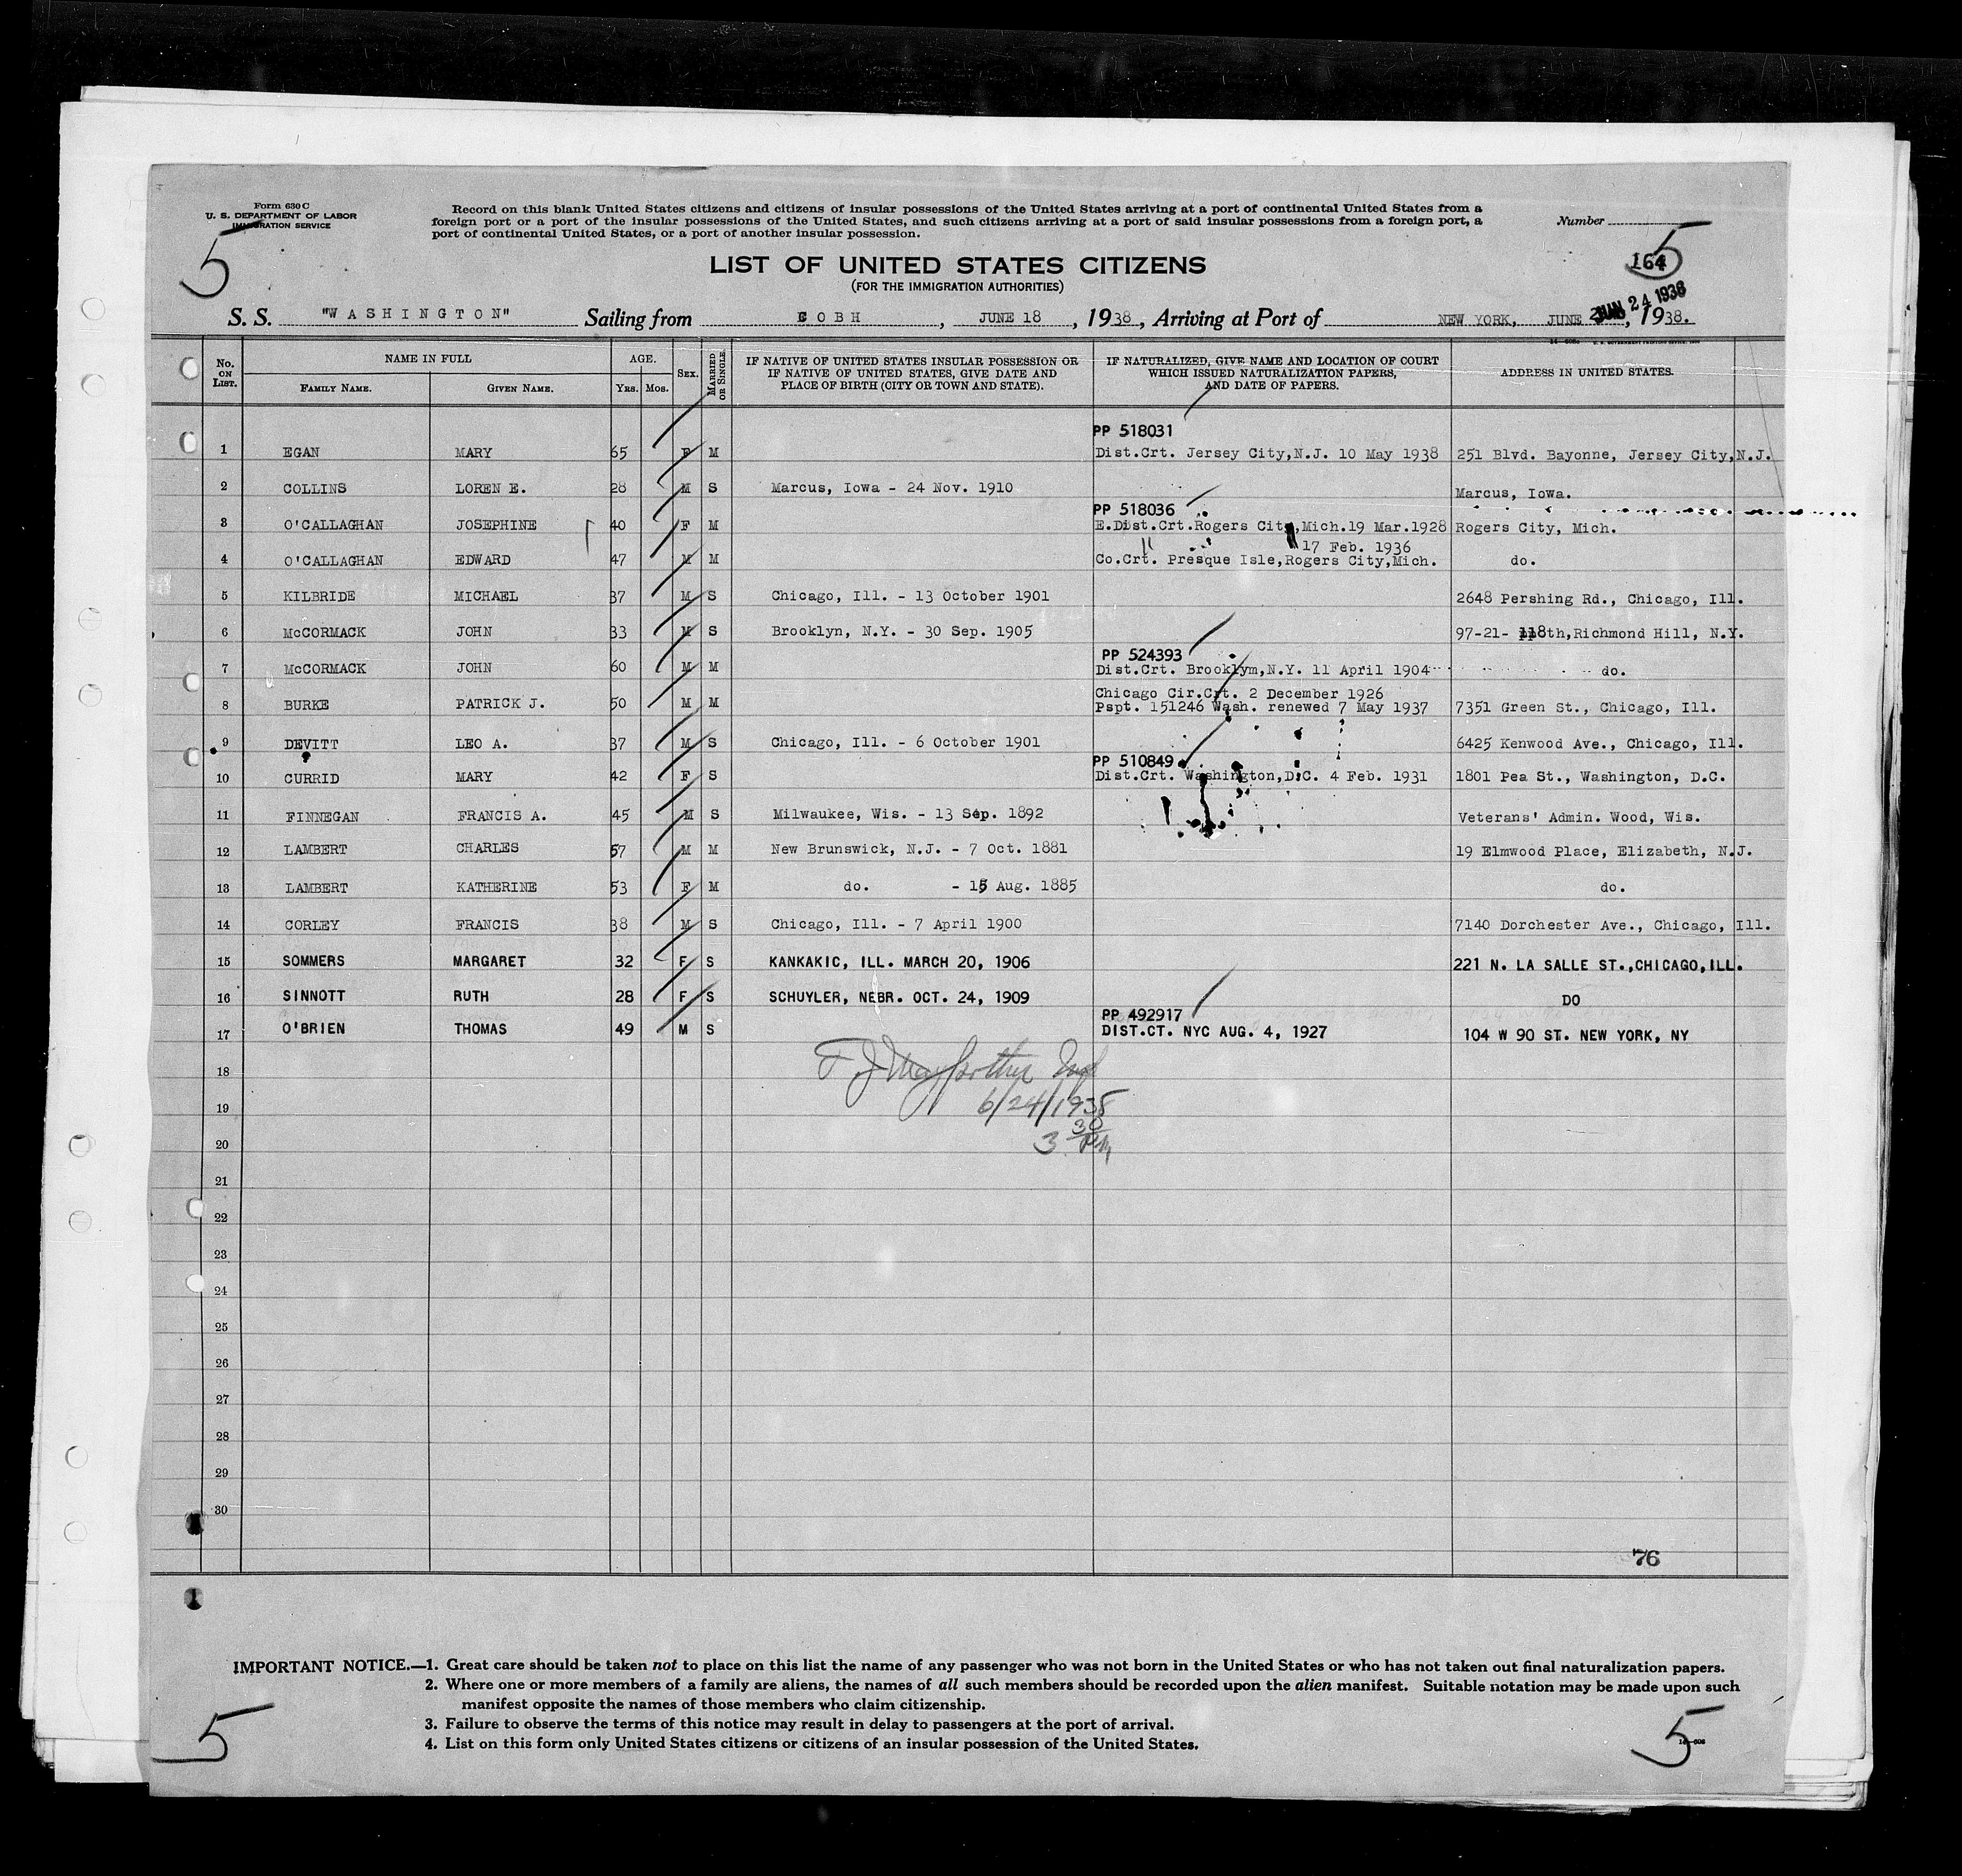 Form 630 C
U. S. DEPARTMENT OF LABOR
IMMIGRATION SERVICE
Record on this blank United States citizens and citizens of insular possessions of the United States arriving at a port of continental United States from a
foreign port or a port of the insular possessions of the United States, and such citizens arriving at a port of said insular possessions from a foreign port, a
port of continental United States, or a port of another insular possession.
Number
5
5
164
LIST OF UNITED STATES CITIZENS
(FOR THE IMMIGRATION AUTHORITIES)
JUN 24 1938
S. S. "WASHINGTON" Sailing from COBH, JUNE 18, 1938, Arriving at Port of NEW YORK, JUNE , 1938.
No. ON LIST. NAME IN FULL FAMILY NAME. GIVEN NAME. AGE. YRS. MOS. SEX. MARRIED OR SINGLE. IF NATIVE OF UNITED STATES INSULAR POSSESSION OR IF NATIVE OF UNITED STATES, GIVE DATE AND PLACE OF BIRTH (CITY OR TOWN AND STATE). IF NATURALIZED, GIVE NAME AND LOCATION OF COURT WHICH ISSUED NATURALIZATION PAPERS, AND DATE OF PAPERS. ADDRESS IN UNITED STATES.
PP 518031
1 EGAN MARY 65 F M Dist.Crt. Jersey City,N.J. 10 May 1938 251 Blvd. Bayonne, Jersey City,N.J.
2 COLLINS LOREN E. 28 M S Marcus, Iowa - 24 Nov. 1910 Marcus, Iowa.
PP 518036
3 O'CALLAGHAN JOSEPHINE 40 F M E.Dist.Crt.Rogers City,Mich.19 Mar.1928 Rogers City, Mich.
17 Feb. 1936
4 O'CALLAGHAN EDWARD 47 M M Co.Crt. Presque Isle,Rogers City,Mich. do.
5 KILBRIDE MICHAEL 37 M S Chicago, Ill. - 13 October 1901 2648 Pershing Rd., Chicago, Ill.
6 McCORMACK JOHN 33 M S Brooklyn, N.Y. - 30 Sep. 1905 97-21- 118th,Richmond Hill, N.Y.
PP 524393
7 McCORMACK JOHN 60 M M Dist.Crt. Brooklym,N.Y. 11 April 1904 do.
Chicago Cir.Crt. 2 December 1926
8 BURKE PATRICK J. 50 M M Pspt. 151246 Wash. renewed 7 May 1937 7351 Green St., Chicago, Ill.
9 DEVITT LEO A. 37 M S Chicago, Ill. - 6 October 1901 6425 Kenwood Ave., Chicago, Ill.
PP 510849
10 CURRID MARY 42 F S Dist.Crt. Washington,D.C. 4 Feb. 1931 1801 Pea St., Washington, D.C.
11 FINNEGAN FRANCIS A. 45 M S Milwaukee, Wis. - 13 Sep. 1892 Veterans' Admin. Wood, Wis.
12 LAMBERT CHARLES 57 M M New Brunswick, N.J. - 7 Oct. 1881 19 Elmwood Place, Elizabeth, N.J.
13 LAMBERT KATHERINE 53 F M do. - 15 Aug. 1885 do.
14 CORLEY FRANCIS 38 M S Chicago, Ill. - 7 April 1900 7140 Dorchester Ave., Chicago, Ill.
15 SOMMERS MARGARET 32 F S KANKAKIC, ILL. MARCH 20, 1906 221 N. LA SALLE ST.,CHICAGO,ILL.
16 SINNOTT RUTH 28 F S SCHUYLER, NEBR. OCT. 24, 1909 DO
PP 492917
17 O'BRIEN THOMAS 49 M S DIST.CT. NYC AUG. 4, 1927 104 W 90 ST. NEW YORK, NY
18
19 6/24/1938
20 3 30 PM
21
22
23
24
25
26
27
28
29
30
76
IMPORTANT NOTICE.—1. Great care should be taken not to place on this list the name of any passenger who was not born in the United States or who has not taken out final naturalization papers.
2. Where one or more members of a family are aliens, the names of all such members should be recorded upon the alien manifest. Suitable notation may be made upon such
manifest opposite the names of those members who claim citizenship.
3. Failure to observe the terms of this notice may result in delay to passengers at the port of arrival.
4. List on this form only United States citizens or citizens of an insular possession of the United States.
5
5